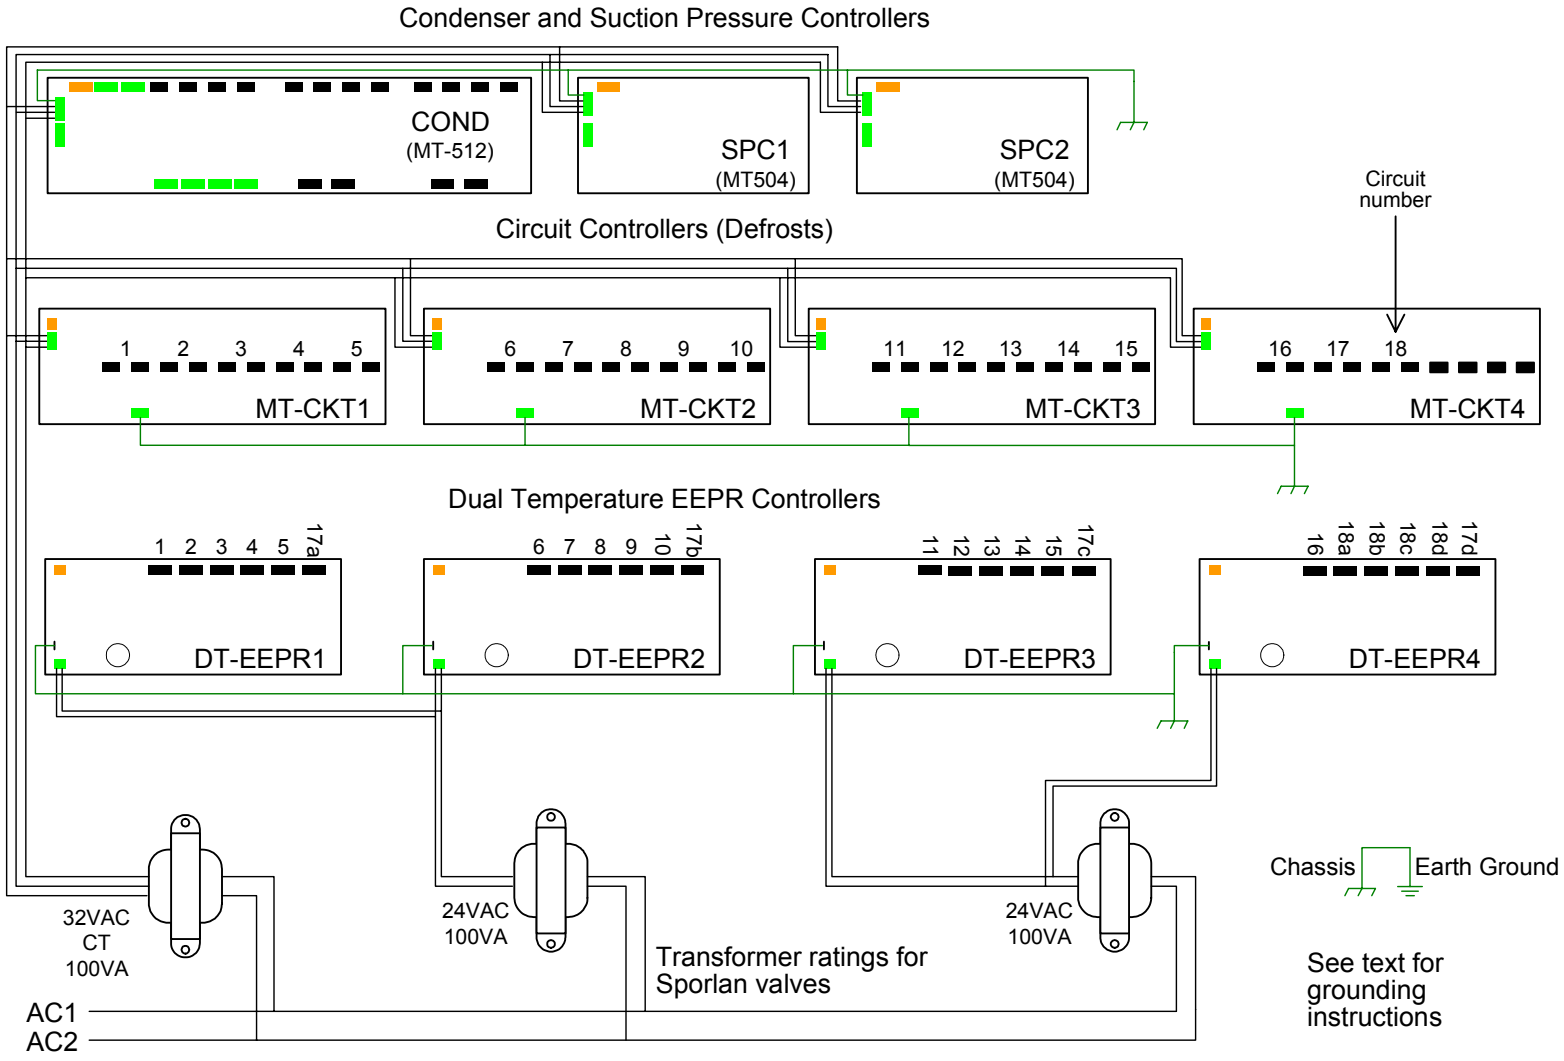 Condenser and Suction Pressure Controllers
COND
(MT-512)
SPC1
(MT504)
SPC2
(MT504)
Circuit
number
Circuit Controllers (Defrosts)
1 2 3 4 5
MT-CKT1
6 7 8 9 10
MT-CKT2
11 12 13 14 15
MT-CKT3
16 17 18
MT-CKT4
Dual Temperature EEPR Controllers
1 2 3 4 5 17a
DT-EEPR1
6 7 8 9 10 17b
DT-EEPR2
11 12 13 14 15 17c
DT-EEPR3
16 18a 18b 18c 18d 17d
DT-EEPR4
32VAC
CT
100VA
24VAC
100VA
24VAC
100VA
Transformer ratings for
Sporlan valves
Chassis
Earth Ground
See text for
grounding
instructions
AC1
AC2